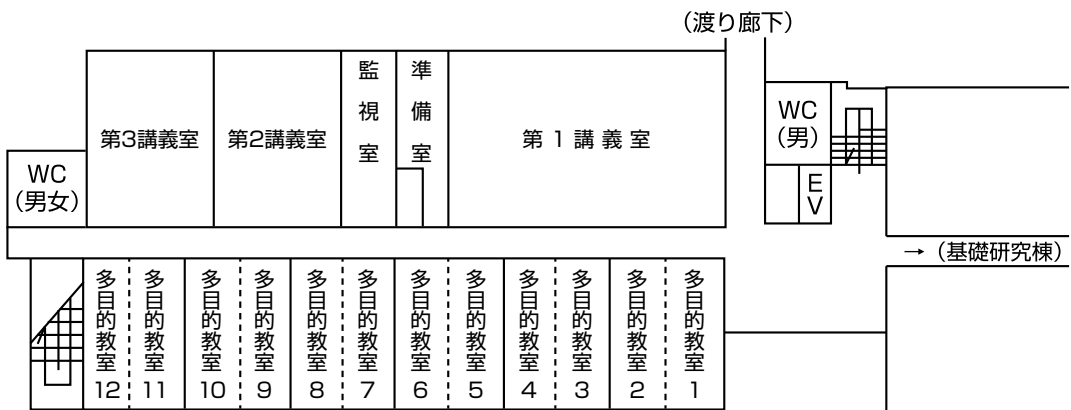 （渡り廊下）
第3講義室
第2講義室
監視室
準備室
第１講義室
WC
（男）
EV
WC
（男女）
→（基礎研究棟）
多目的教室12
多目的教室11
多目的教室10
多目的教室9
多目的教室8
多目的教室7
多目的教室6
多目的教室5
多目的教室4
多目的教室3
多目的教室2
多目的教室1